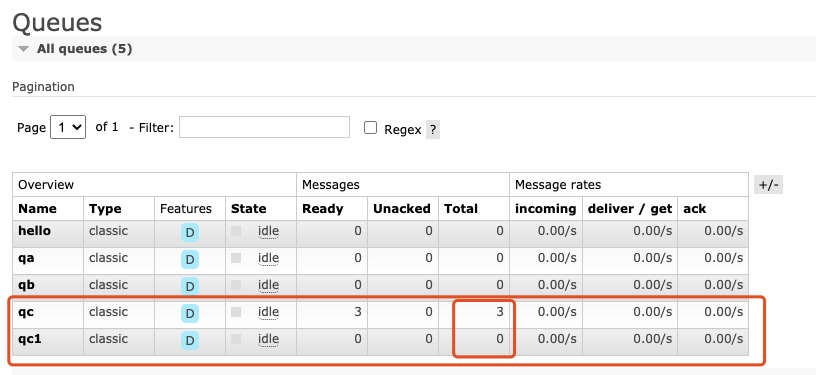 Queues
All queues (5)
Pagination
Page 1 of 1 - Filter: Regex ?
Overview Messages Message rates +/-
Name Type Features State Ready Unacked Total incoming deliver / get ack
hello classic D idle 0 0 0 0.00/s 0.00/s 0.00/s
qa classic D idle 0 0 0 0.00/s 0.00/s 0.00/s
qb classic D idle 0 0 0 0.00/s 0.00/s 0.00/s
qc classic D idle 3 0 3 0.00/s 0.00/s 0.00/s
qc1 classic D idle 0 0 0 0.00/s 0.00/s 0.00/s